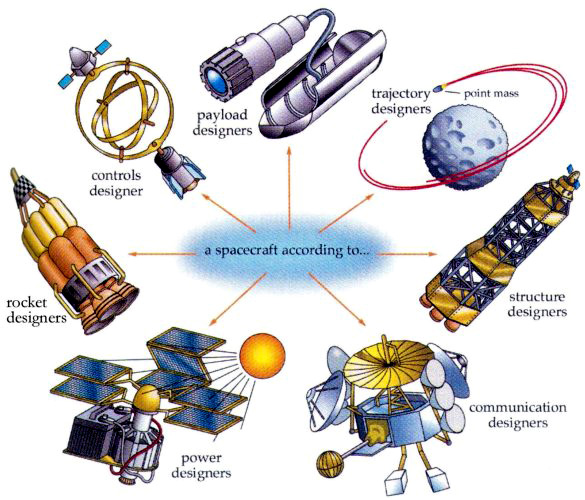 payload
designers
trajectory
designers
point mass
controls
designer
a spacecraft according to...
rocket
designers
structure
designers
communication
designers
power
designers